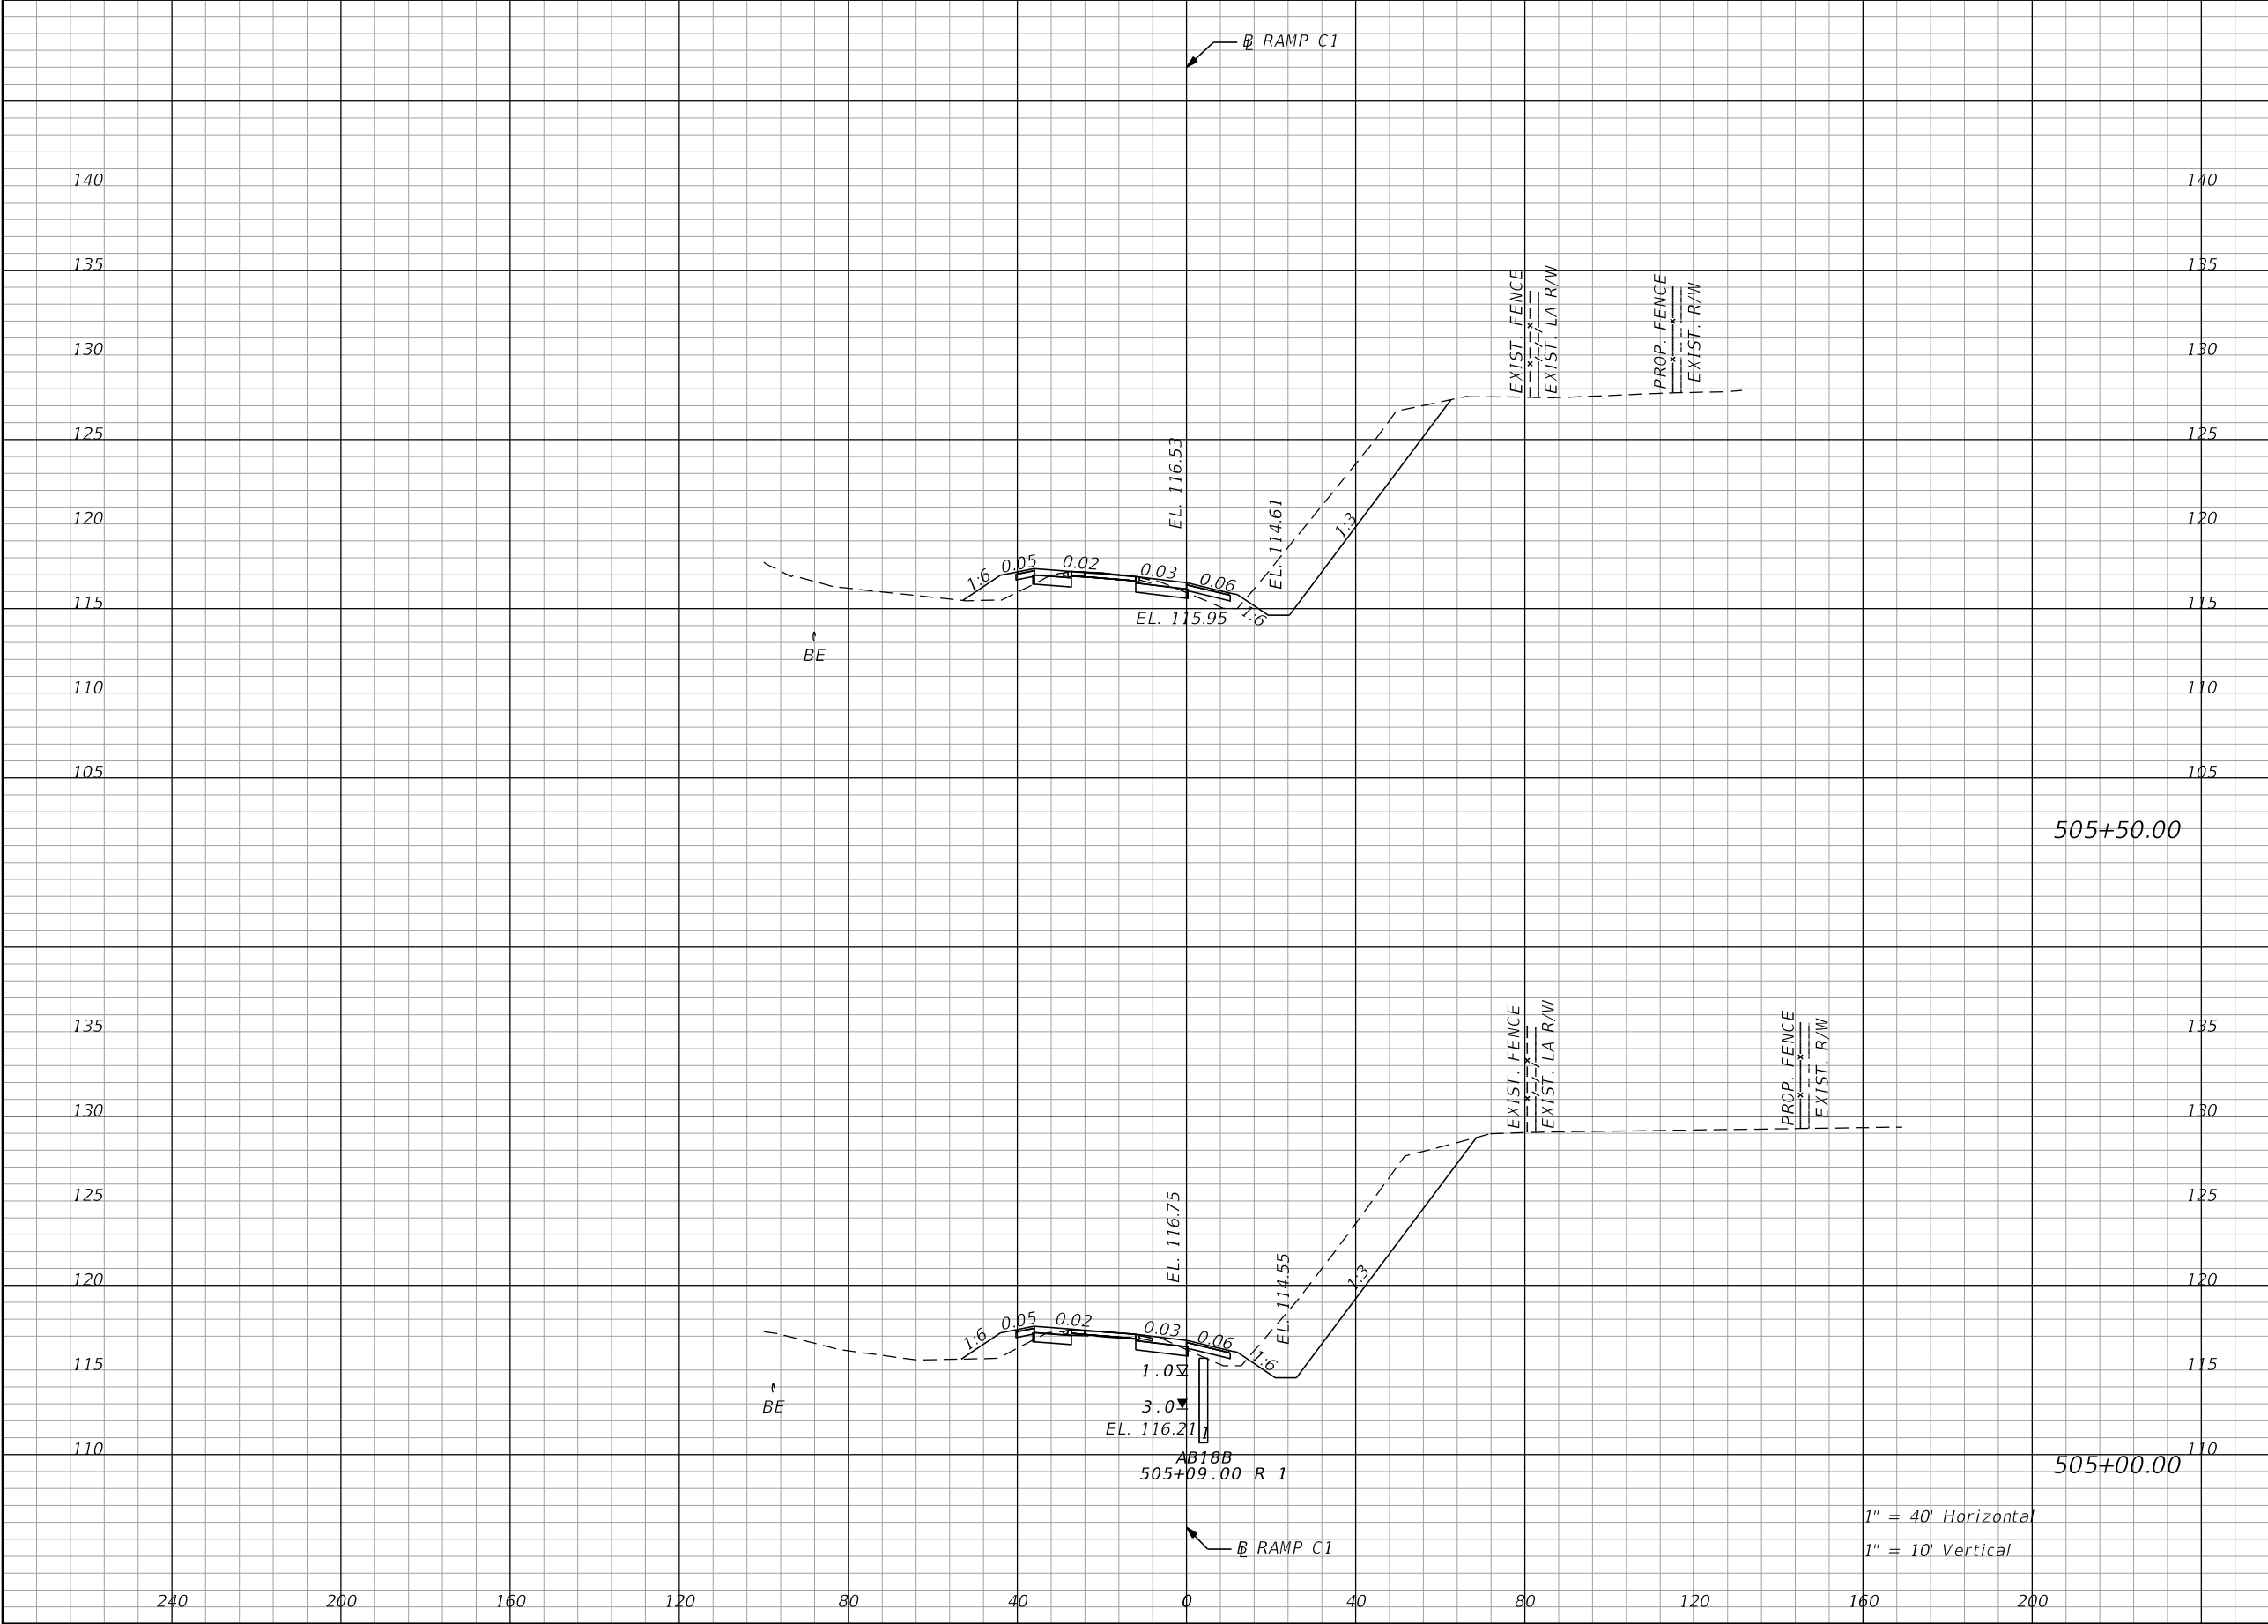 BL RAMP C1
140 140
135 135
EXIST. FENCE
EXIST. LA R/W
PROP. FENCE
EXIST. R/W
130 130
125 125
EL. 116.53
120 120
EL. 114.61
1:3
1:6 0.05 0.02 0.03 0.06
115 115
1:6
EL. 115.95
BE
110 110
105 105
505+50.00
EXIST. FENCE
EXIST. LA R/W
PROP. FENCE
EXIST. R/W
135 135
130 130
125 125
EL. 116.75
120 120
EL. 114.55
1:3
1:6 0.05 0.02 0.03 0.06
1:6
115 115
1.0
3.0
BE
EL. 116.21 1
110 110
AB18B
505+09.00 R 1
505+00.00
1" = 40' Horizontal
BL RAMP C1
1" = 10' Vertical
240 200 160 120 80 40 0 40 80 120 160 200